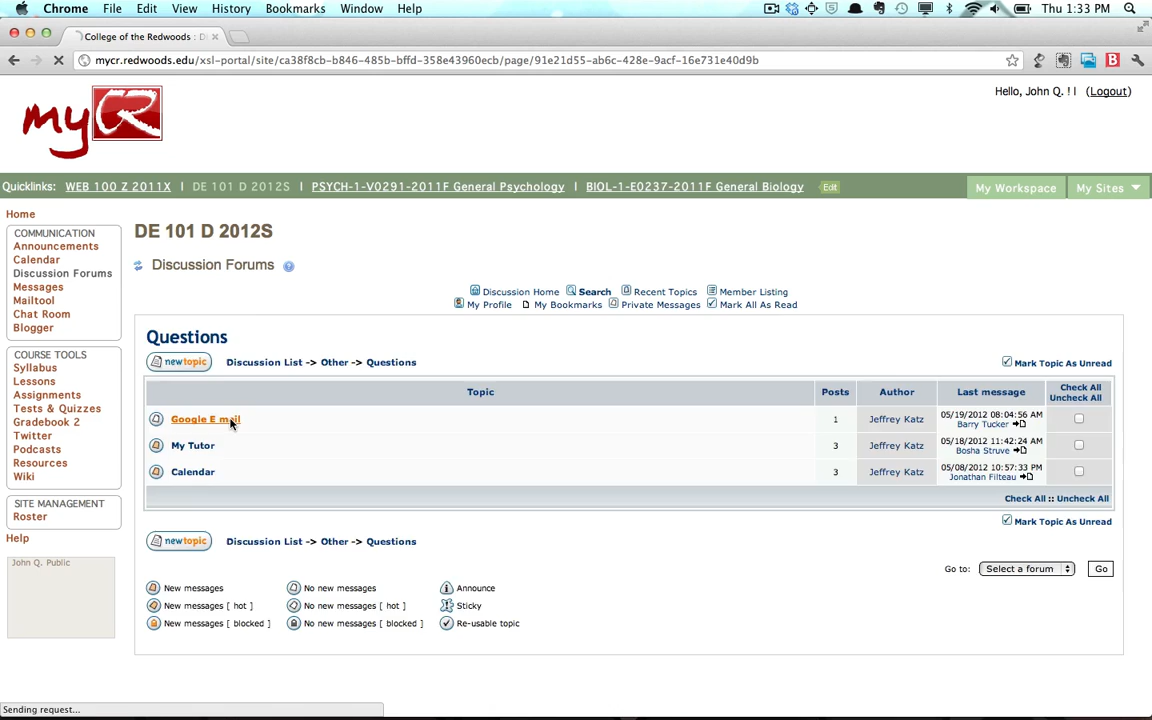 Chrome File Edit View History Bookmarks Window Help Thu 1:33 PM
College of the Redwoods : Di
mycr.redwoods.edu/xsl-portal/site/ca38f8cb-b846-485b-bffd-358e43960ecb/page/91e21d55-ab6c-428e-9acf-16e731e40d9b
Hello, John Q. ! | (Logout)
my CR
Quicklinks: WEB 100 Z 2011X | DE 101 D 2012S | PSYCH-1-V0291-2011F General Psychology | BIOL-1-E0237-2011F General Biology Edit My Workspace My Sites
Home
COMMUNICATION
Announcements
Calendar
Discussion Forums
Messages
Mailtool
Chat Room
Blogger
COURSE TOOLS
Syllabus
Lessons
Assignments
Tests & Quizzes
Gradebook 2
Twitter
Podcasts
Resources
Wiki
SITE MANAGEMENT
Roster
Help
John Q. Public
DE 101 D 2012S
Discussion Forums
Discussion Home Search Recent Topics Member Listing
My Profile My Bookmarks Private Messages Mark All As Read
Questions
new topic Discussion List -> Other -> Questions Mark Topic As Unread
Topic Posts Author Last message Check All
Uncheck All
Google E mail 1 Jeffrey Katz 05/19/2012 08:04:56 AM
Barry Tucker
My Tutor 3 Jeffrey Katz 05/18/2012 11:42:24 AM
Bosha Struve
Calendar 3 Jeffrey Katz 05/08/2012 10:57:33 PM
Jonathan Filteau
Check All :: Uncheck All
Mark Topic As Unread
new topic Discussion List -> Other -> Questions
Go to: Select a forum Go
New messages No new messages Announce
New messages [ hot ] No new messages [ hot ] Sticky
New messages [ blocked ] No new messages [ blocked ] Re-usable topic
Sending request...